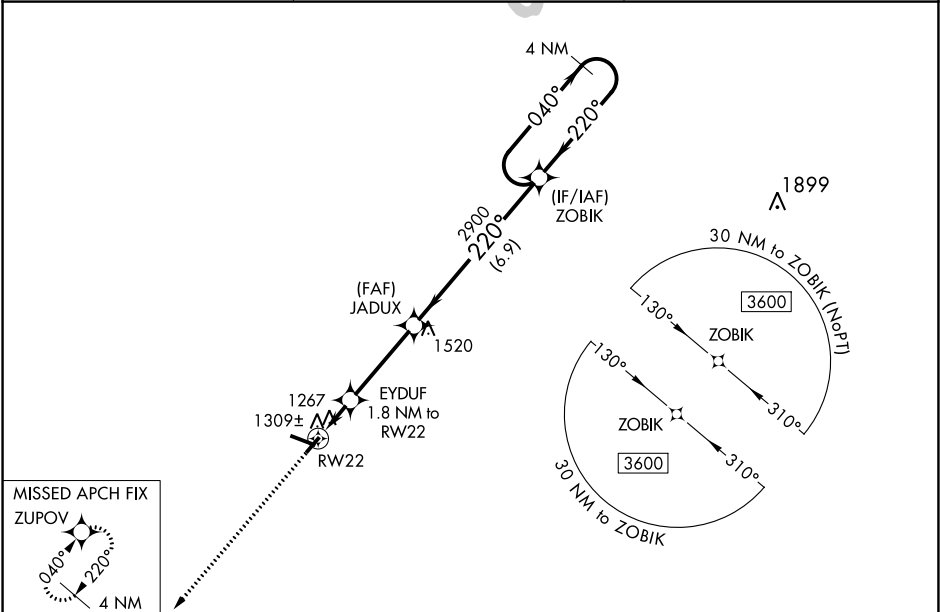 4 NM
040°
220°
(IF/IAF)
ZOBIK
1899
2900
220°
(6.9)
30 NM to ZOBIK (NoPT)
3600
130°
ZOBIK
310°
(FAF)
JADUX
1520
130°
ZOBIK
3600
310°
30 NM to ZOBIK
EYDUF
1.8 NM to
RW22
1267
1309±
RW22
MISSED APCH FIX
ZUPOV
040°
220°
4 NM